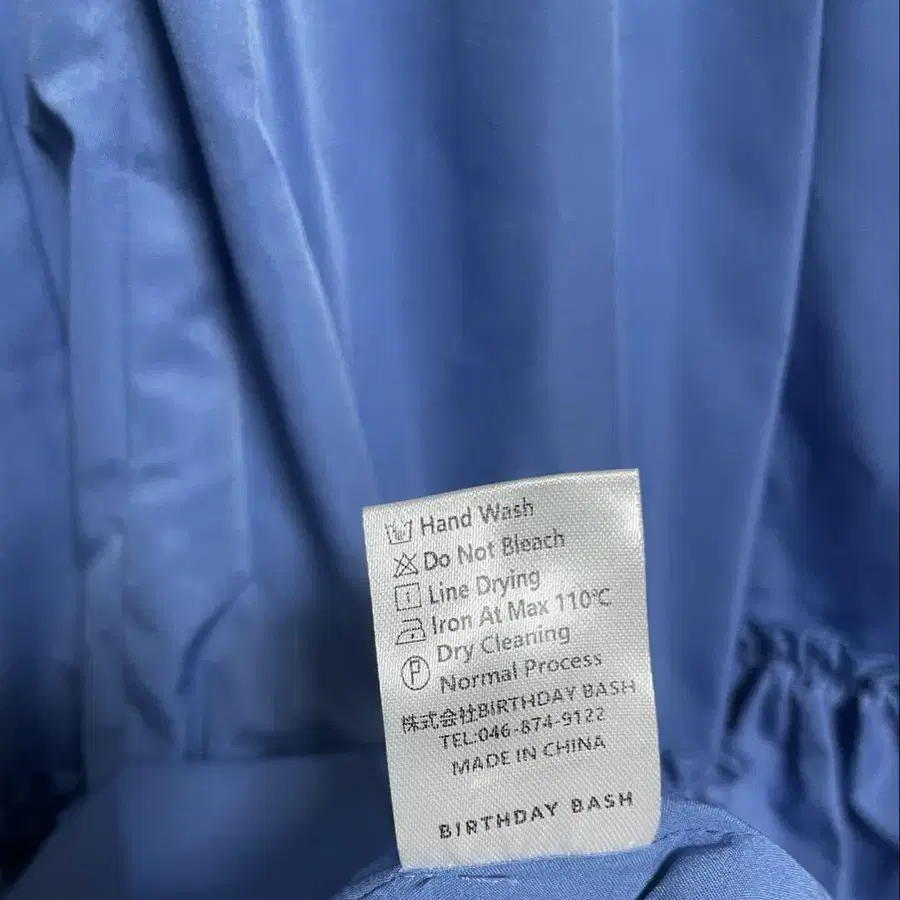 Hand Wash
Do Not Bleach
Line Drying
Iron At Max 110℃
Dry Cleaning
P Normal Process
株式会社BIRTHDAY BASH
TEL:046-874-9122
MADE IN CHINA
BIRTHDAY BASH